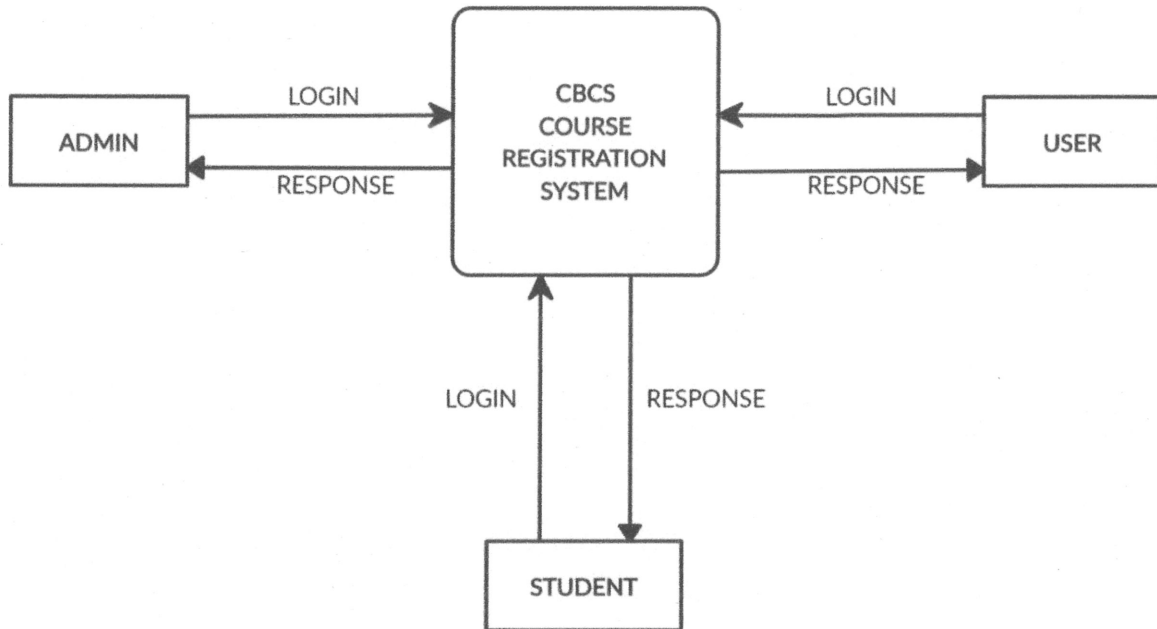 CBCS
COURSE
REGISTRATION
SYSTEM
LOGIN
LOGIN
ADMIN
USER
RESPONSE
RESPONSE
LOGIN
RESPONSE
STUDENT